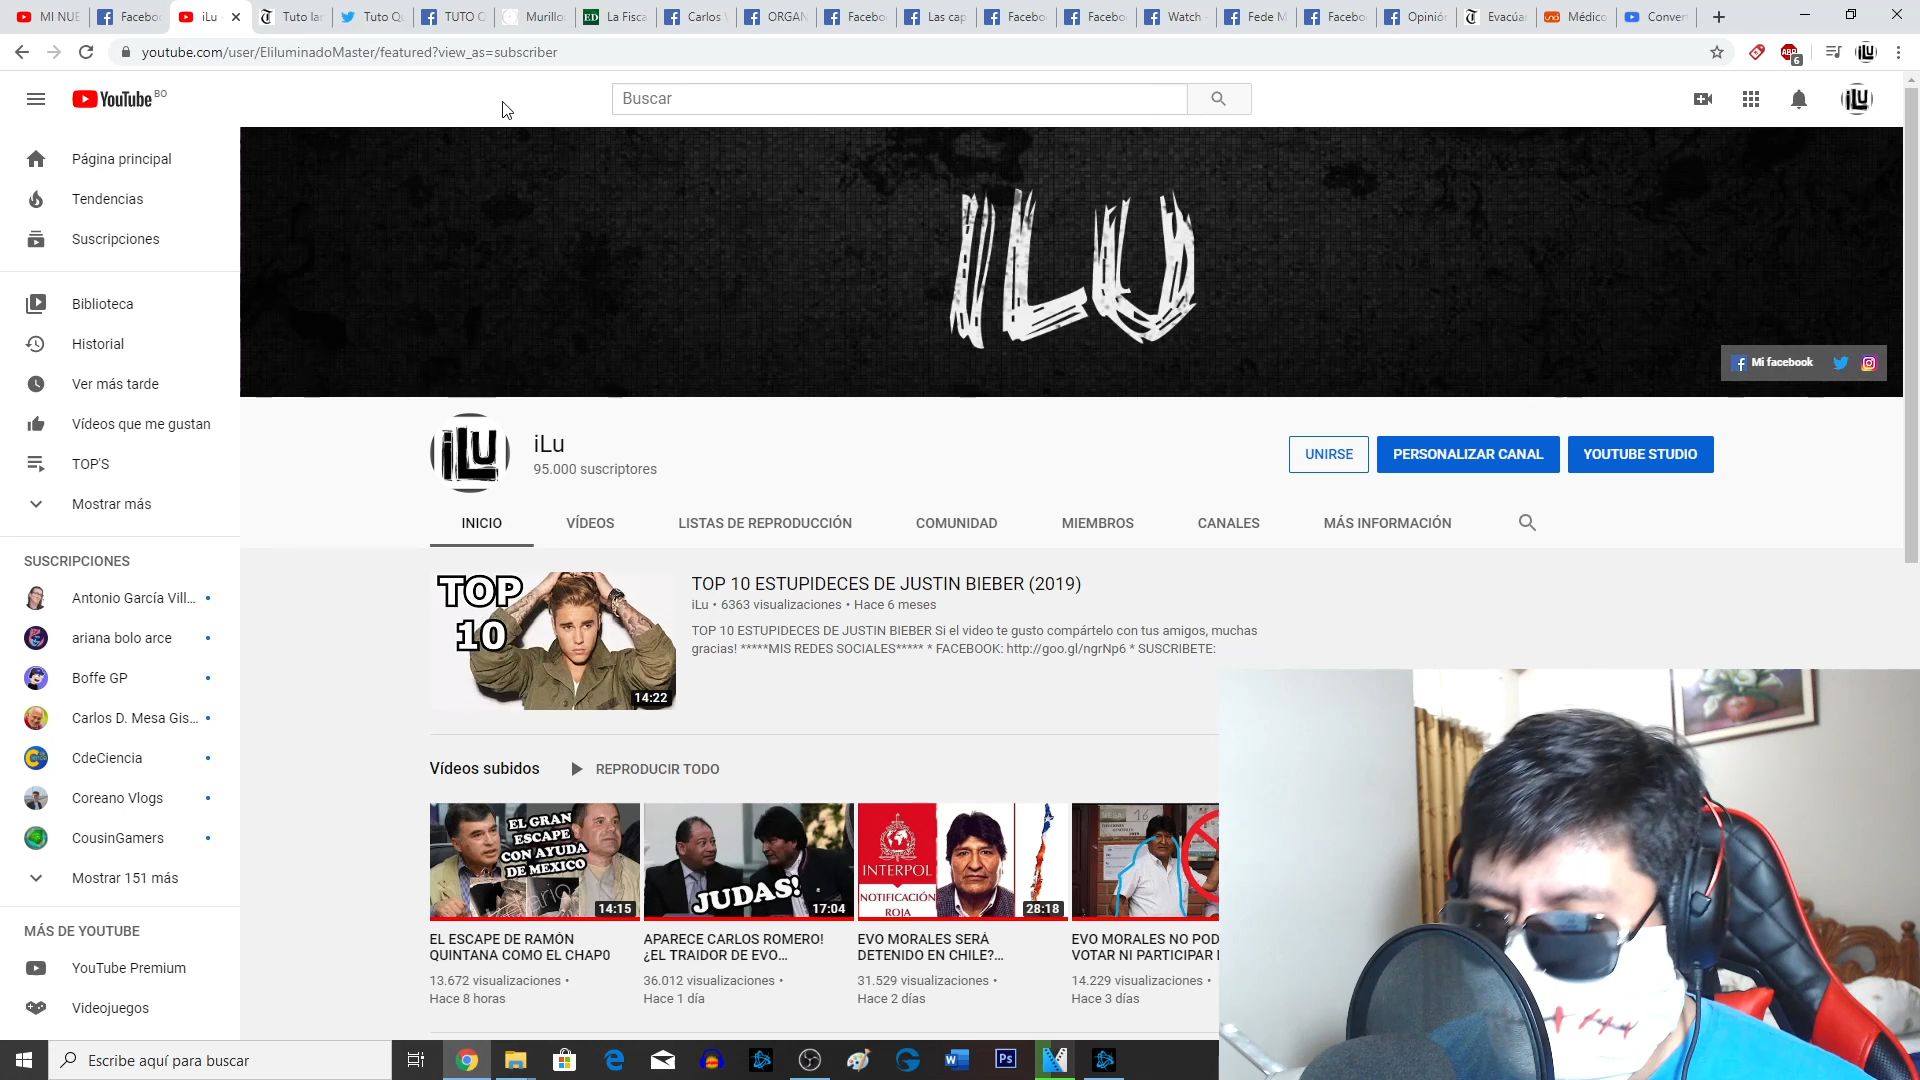 MI NUE
Facebo
iLu
Tuto la
Tuto Q
TUTO Q
Murillo:
La Fisca
Carlos
ORGAN
Facebo
Las cap
Facebo
Facebo
Watch
Fede M
Facebo
Opinió
Evacúa
Médico
Conver
youtube.com/user/EliluminadoMaster/featured?view_as=subscriber
ABP
6
iLU
YouTube BO
Buscar
iLU
Página principal
Tendencias
Suscripciones
Biblioteca
Historial
Ver más tarde
Vídeos que me gustan
TOP'S
Mostrar más
SUSCRIPCIONES
Antonio García Vill...
ariana bolo arce
Boffe GP
Carlos D. Mesa Gis...
CdeCiencia
Coreano Vlogs
CousinGamers
Mostrar 151 más
MÁS DE YOUTUBE
YouTube Premium
Videojuegos
iLU
Mi facebook
iLu
iLu
95.000 suscriptores
UNIRSE
PERSONALIZAR CANAL
YOUTUBE STUDIO
INICIO
VÍDEOS
LISTAS DE REPRODUCCIÓN
COMUNIDAD
MIEMBROS
CANALES
MÁS INFORMACIÓN
TOP
10
14:22
TOP 10 ESTUPIDECES DE JUSTIN BIEBER (2019)
iLu • 6363 visualizaciones • Hace 6 meses
TOP 10 ESTUPIDECES DE JUSTIN BIEBER Si el video te gusto compártelo con tus amigos, muchas
gracias! *****MIS REDES SOCIALES***** * FACEBOOK: http://goo.gl/ngrNp6 * SUSCRIBETE:
Vídeos subidos
REPRODUCIR TODO
EL GRAN
ESCAPE
CON AYUDA
DE MEXICO
14:15
EL ESCAPE DE RAMÓN
QUINTANA COMO EL CHAP0
13.672 visualizaciones •
Hace 8 horas
JUDAS!
17:04
APARECE CARLOS ROMERO!
¿EL TRAIDOR DE EVO...
36.012 visualizaciones •
Hace 1 día
INTERPOL
NOTIFICACIÓN
ROJA
28:18
EVO MORALES SERÁ
DETENIDO EN CHILE?...
31.529 visualizaciones •
Hace 2 días
16
EVO MORALES NO POD
VOTAR NI PARTICIPAR
14.229 visualizaciones •
Hace 3 días
Escribe aquí para buscar
W
Ps